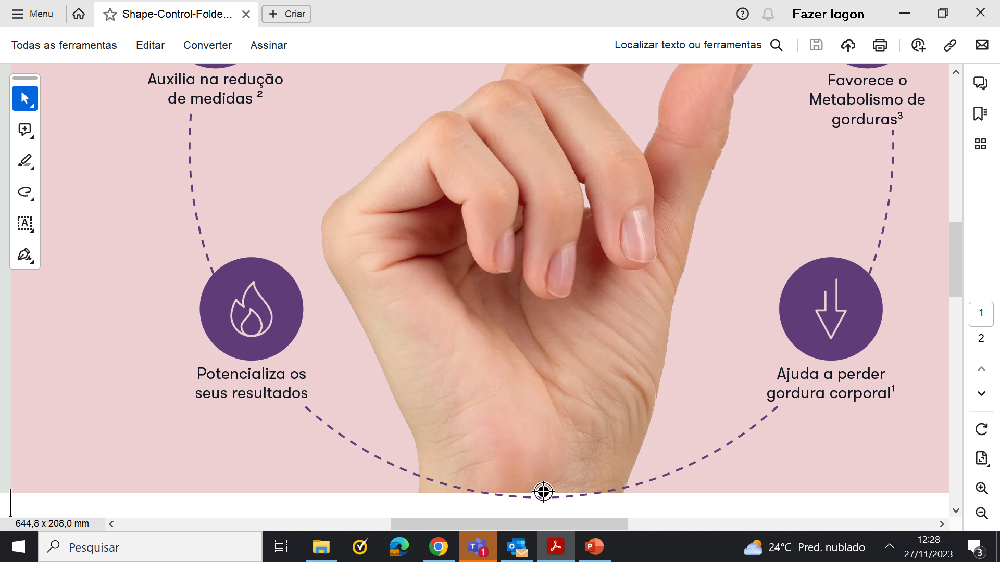 Menu
Shape-Control-Folde...
Criar
Fazer logon
Todas as ferramentas
Editar
Converter
Assinar
Localizar texto ou ferramentas
Auxilia na redução
de medidas ²
Favorece o
Metabolismo de
gorduras³
A
Potencializa os
seus resultados
Ajuda a perder
gordura corporal¹
1
2
644,8 x 208,0 mm
Pesquisar
1
24°C Pred. nublado
12:28
27/11/2023
3